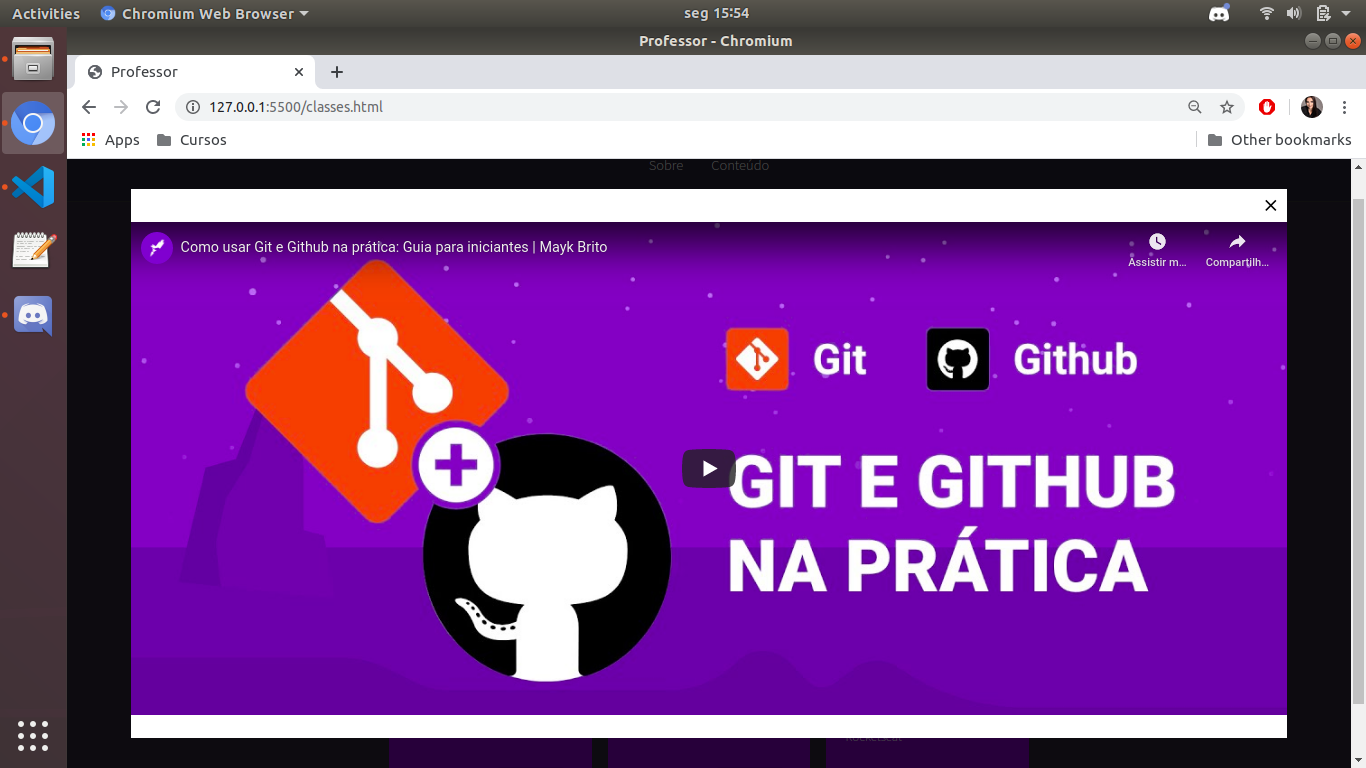 Activities
Chromium Web Browser
seg 15:54
Professor - Chromium
Professor
127.0.0.1:5500/classes.html
Apps
Cursos
Other bookmarks
Sobre
Conteúdo
Como usar Git e Github na prática: Guia para iniciantes | Mayk Brito
Assistir m...
Compartilh...
Git
Github
GIT E GITHUB
NA PRÁTICA